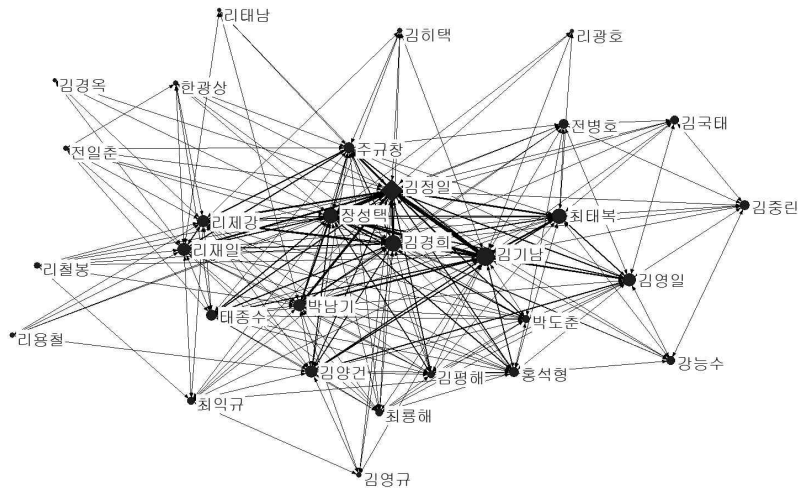 리태남
김히택
리광호
김경옥
한광상
전병호
김국태
전일춘
주규창
김정일
김중린
리제강
장성택
최태복
리재일
김경희
김기남
리철봉
김영일
박남기
태종수
박도춘
리용철
김양건
김평해
홍석형
강능수
최익규
최룡해
김영규